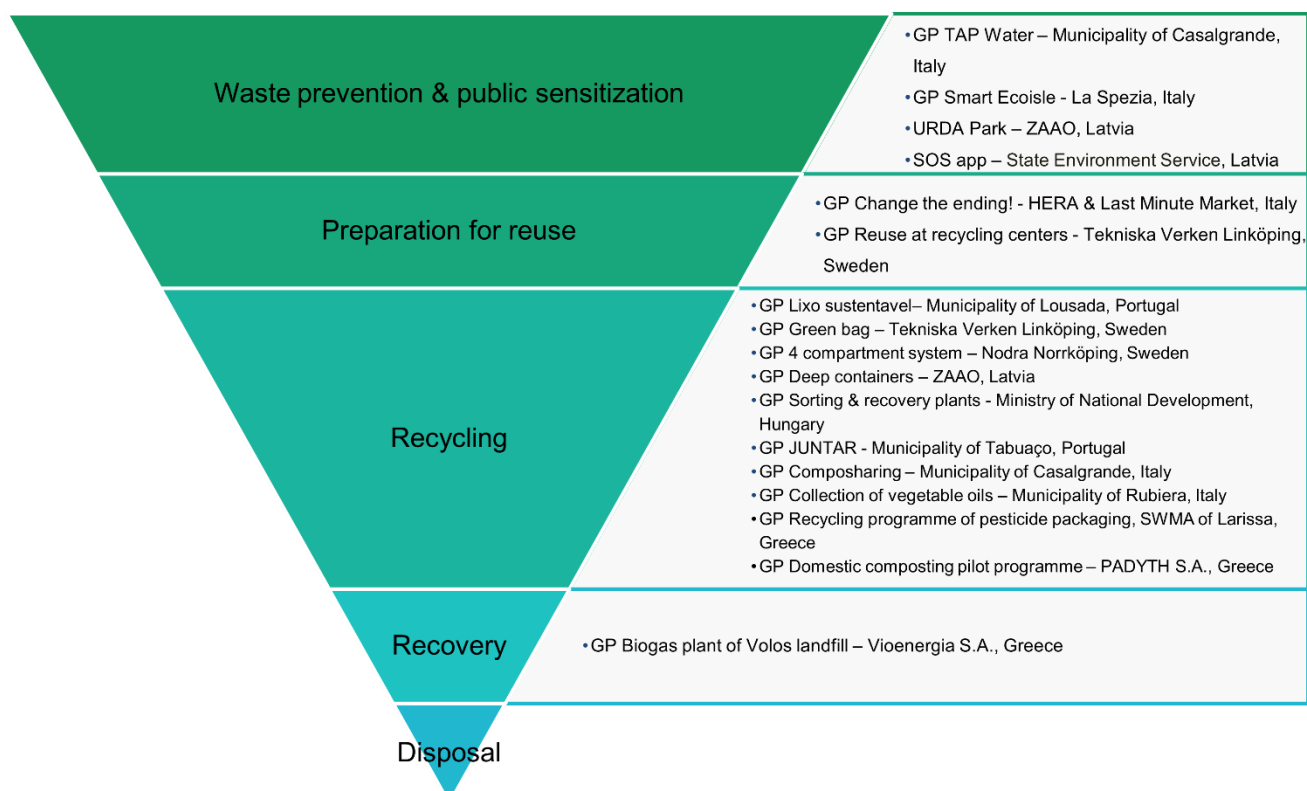 Waste prevention & public sensitization
•GP TAP Water – Municipality of Casalgrande,
Italy
•GP Smart Ecoisle - La Spezia, Italy
•URDA Park – ZAAO, Latvia
•SOS app – State Environment Service, Latvia
Preparation for reuse
•GP Change the ending! - HERA & Last Minute Market, Italy
•GP Reuse at recycling centers - Tekniska Verken Linköping,
Sweden
Recycling
•GP Lixo sustentavel– Municipality of Lousada, Portugal
•GP Green bag – Tekniska Verken Linköping, Sweden
•GP 4 compartment system – Nodra Norrköping, Sweden
•GP Deep containers – ZAAO, Latvia
•GP Sorting & recovery plants - Ministry of National Development,
Hungary
•GP JUNTAR - Municipality of Tabuaço, Portugal
•GP Composharing – Municipality of Casalgrande, Italy
•GP Collection of vegetable oils – Municipality of Rubiera, Italy
•GP Recycling programme of pesticide packaging, SWMA of Larissa,
Greece
•GP Domestic composting pilot programme – PADYTH S.A., Greece
Recovery
•GP Biogas plant of Volos landfill – Vioenergia S.A., Greece
Disposal